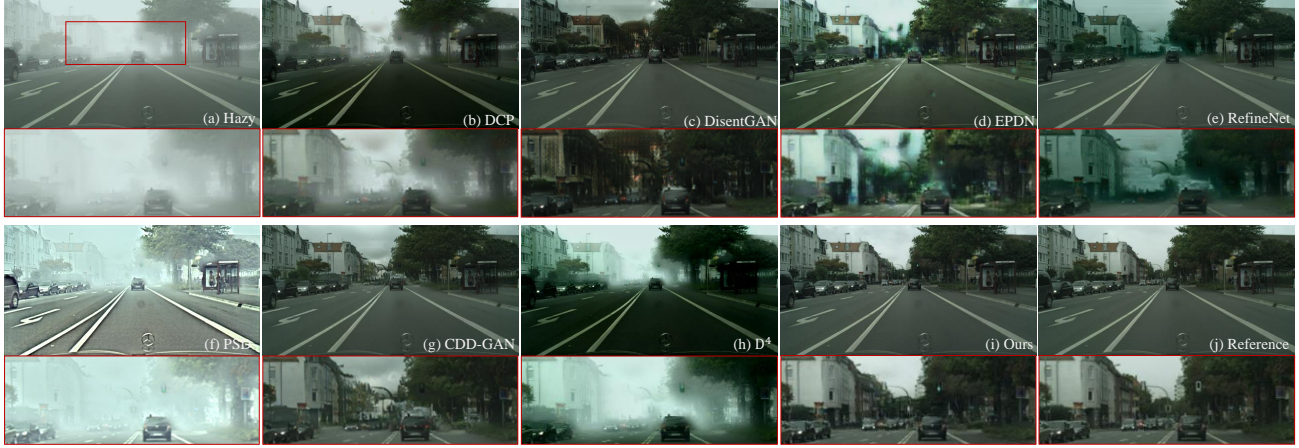 (a) Hazy
(b) DCP
(c) DisentGAN
(d) EPDN
(e) RefineNet
(f) PSD
(g) CDD-GAN
(h) D⁴
(i) Ours
(j) Reference